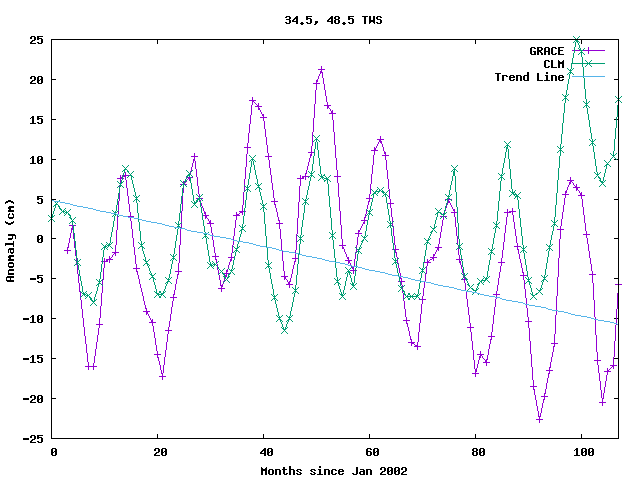 34.5, 48.5 TWS
GRACE
CLM
Trend Line
25
20
15
10
5
0
-5
-10
-15
-20
-25
Anomaly (cm)
0 20 40 60 80 100
Months since Jan 2002